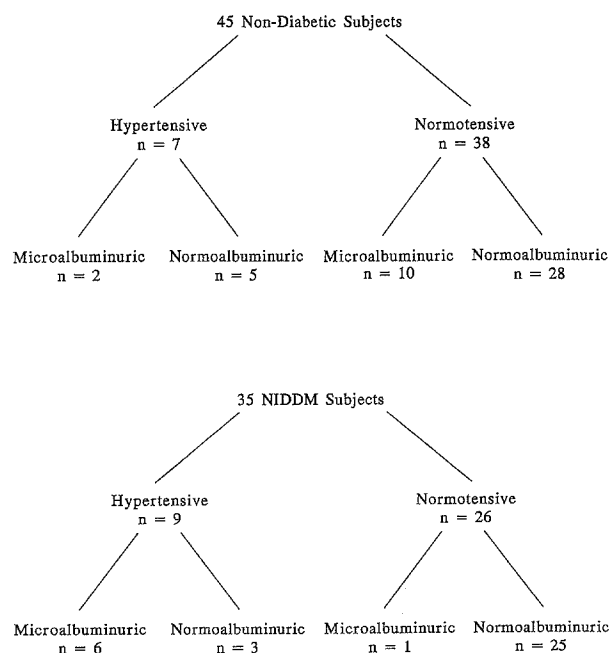 45 Non-Diabetic Subjects
Hypertensive
n = 7
Normotensive
n = 38
Microalbuminuric
n = 2
Normoalbuminuric
n = 5
Microalbuminuric
n = 10
Normoalbuminuric
n = 28
35 NIDDM Subjects
Hypertensive
n = 9
Normotensive
n = 26
Microalbuminuric
n = 6
Normoalbuminuric
n = 3
Microalbuminuric
n = 1
Normoalbuminuric
n = 25